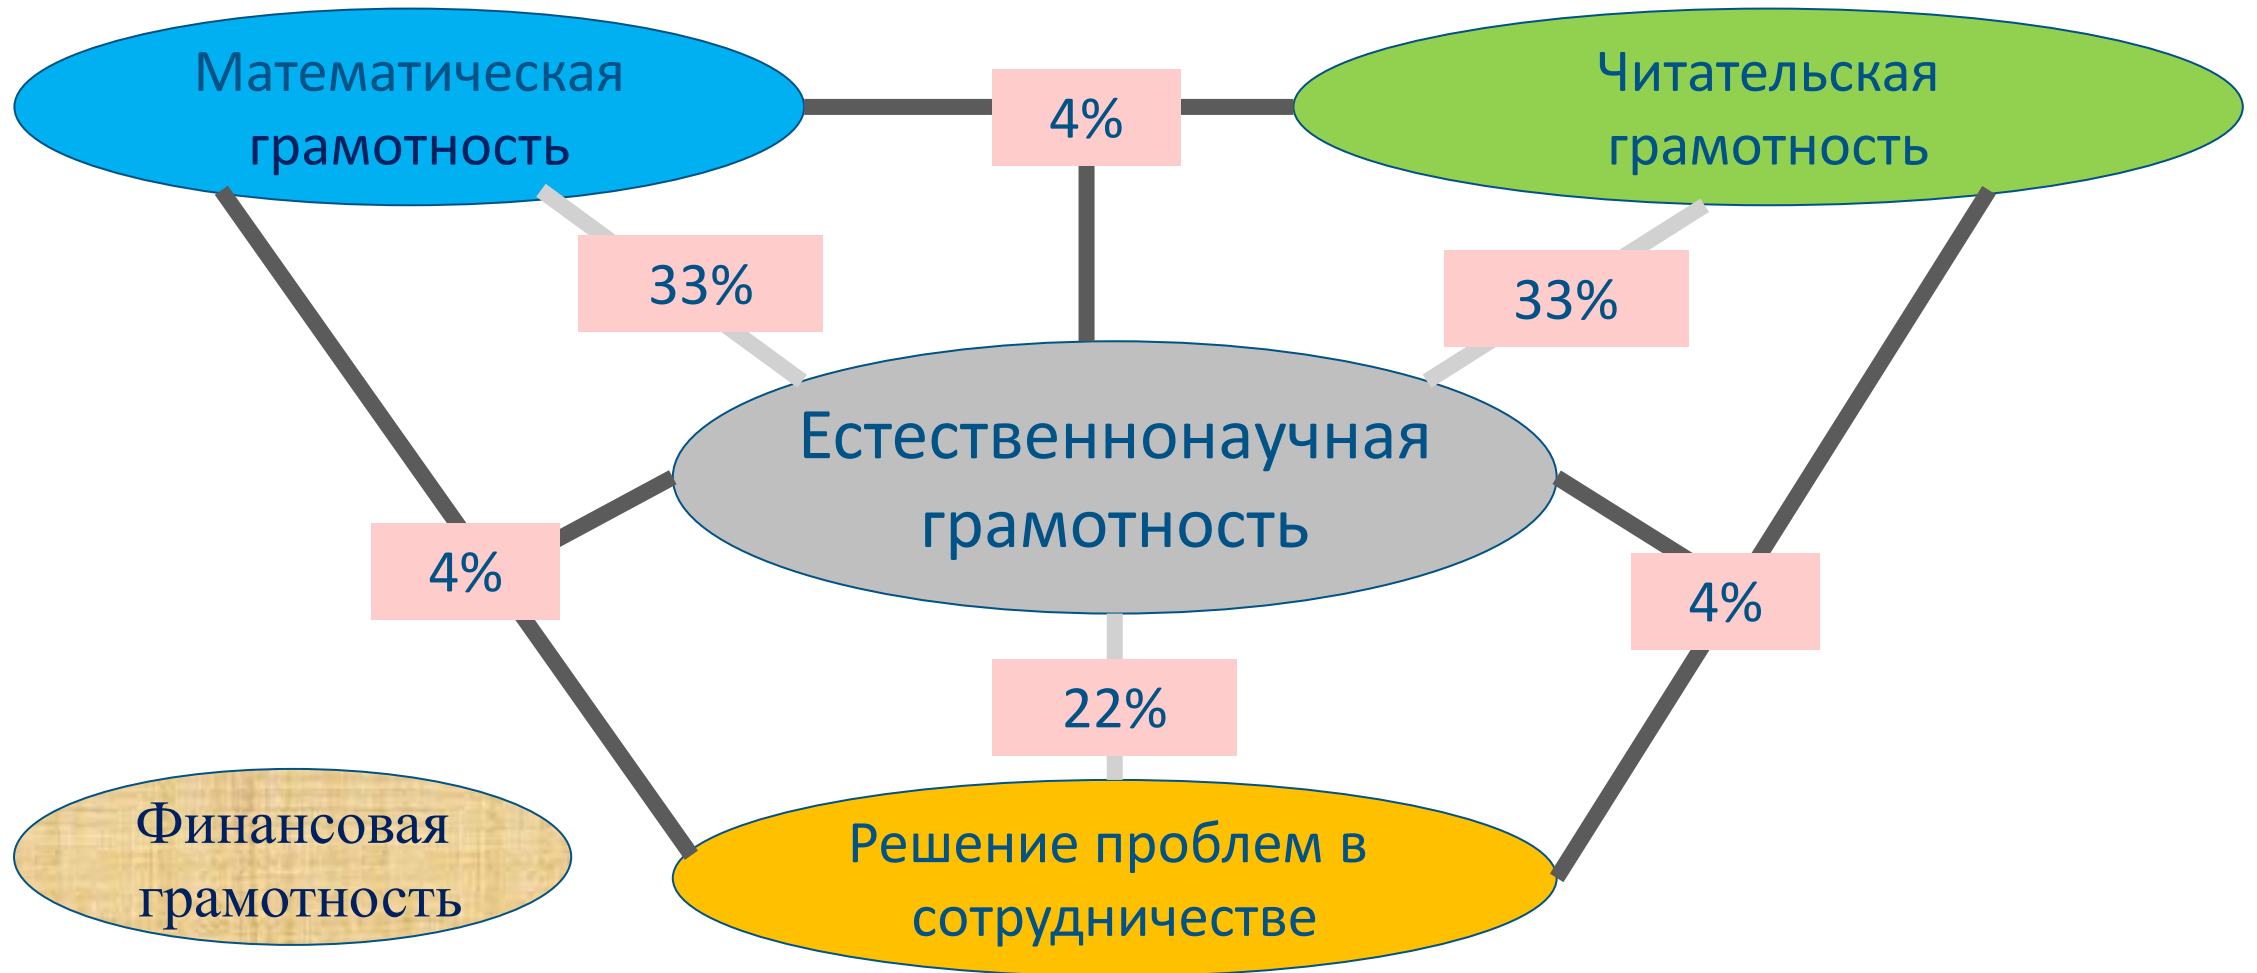 Математическая
грамотность
Читательская
грамотность
4%
33%
33%
Естественнонаучная
грамотность
4%
4%
22%
Финансовая
грамотность
Решение проблем в
сотрудничестве